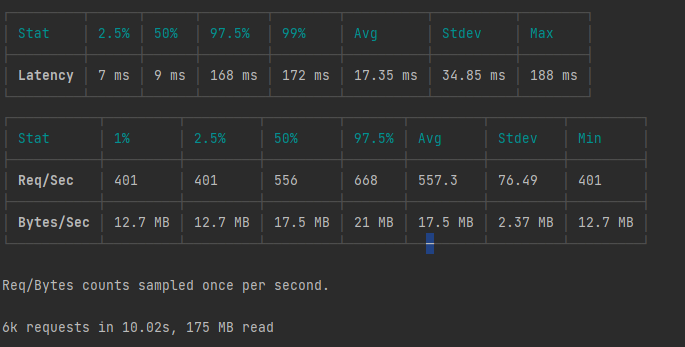 Stat 2.5% 50% 97.5% 99% Avg Stdev Max
Latency 7 ms 9 ms 168 ms 172 ms 17.35 ms 34.85 ms 188 ms
Stat 1% 2.5% 50% 97.5% Avg Stdev Min
Req/Sec 401 401 556 668 557.3 76.49 401
Bytes/Sec 12.7 MB 12.7 MB 17.5 MB 21 MB 17.5 MB 2.37 MB 12.7 MB
Req/Bytes counts sampled once per second.
6k requests in 10.02s, 175 MB read